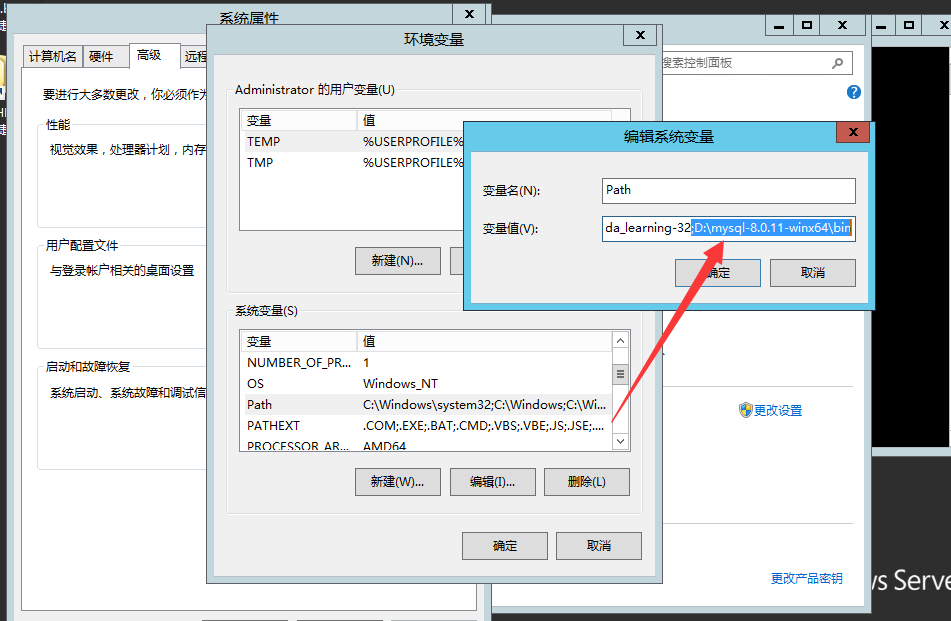 系统属性
x
计算机名
硬件
高级
远程
要进行大多数更改，你必须作为
性能
视觉效果，处理器计划，内存
用户配置文件
与登录帐户相关的桌面设置
启动和故障恢复
系统启动、系统故障和调试信
环境变量
x
Administrator 的用户变量(U)
变量 值
TEMP %USERPROFILE%
TMP %USERPROFILE%
新建(N)...
系统变量(S)
变量 值
NUMBER_OF_PR... 1
OS Windows_NT
Path C:\Windows\system32;C:\Windows;C:\Wi...
PATHEXT .COM;.EXE;.BAT;.CMD;.VBS;.VBE;.JS;.JSE;....
PROCESSOR_AR... AMD64
新建(W)... 编辑(I)... 删除(L)
确定 取消
编辑系统变量
x
变量名(N): Path
变量值(V): da_learning-32;D:\mysql-8.0.11-winx64\bin
确定 取消
搜索控制面板
?
更改设置
更改产品密钥
ws Serve